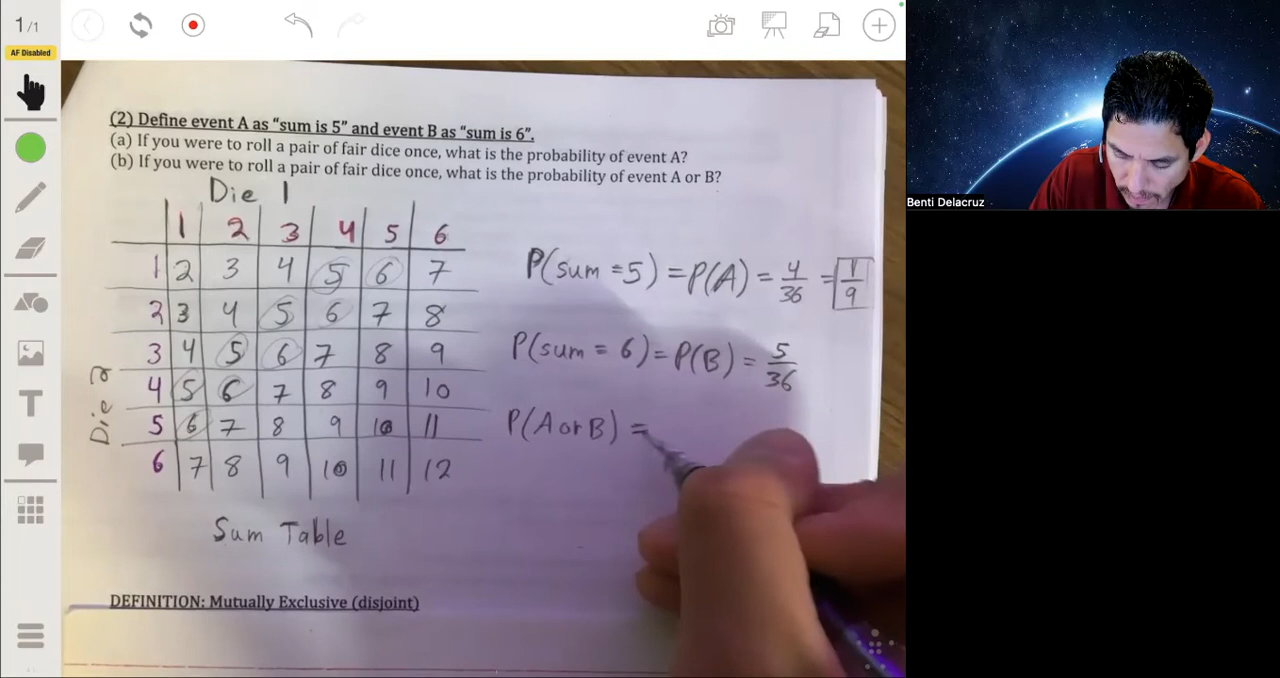 1/1
AF Disabled
Benti Delacruz
(2) Define event A as "sum is 5" and event B as "sum is 6".
(a) If you were to roll a pair of fair dice once, what is the probability of event A?
(b) If you were to roll a pair of fair dice once, what is the probability of event A or B?
Die 1
1 2 3 4 5 6
1 2 3 4 5 6 7
2 3 4 5 6 7 8
3 4 5 6 7 8 9
4 5 6 7 8 9 10
5 6 7 8 9 10 11
6 7 8 9 10 11 12
Die 2
Sum Table
P(sum = 5) = P(A) = 4/36 = 1/9
P(sum = 6) = P(B) = 5/36
P(A or B) =
DEFINITION: Mutually Exclusive (disjoint)